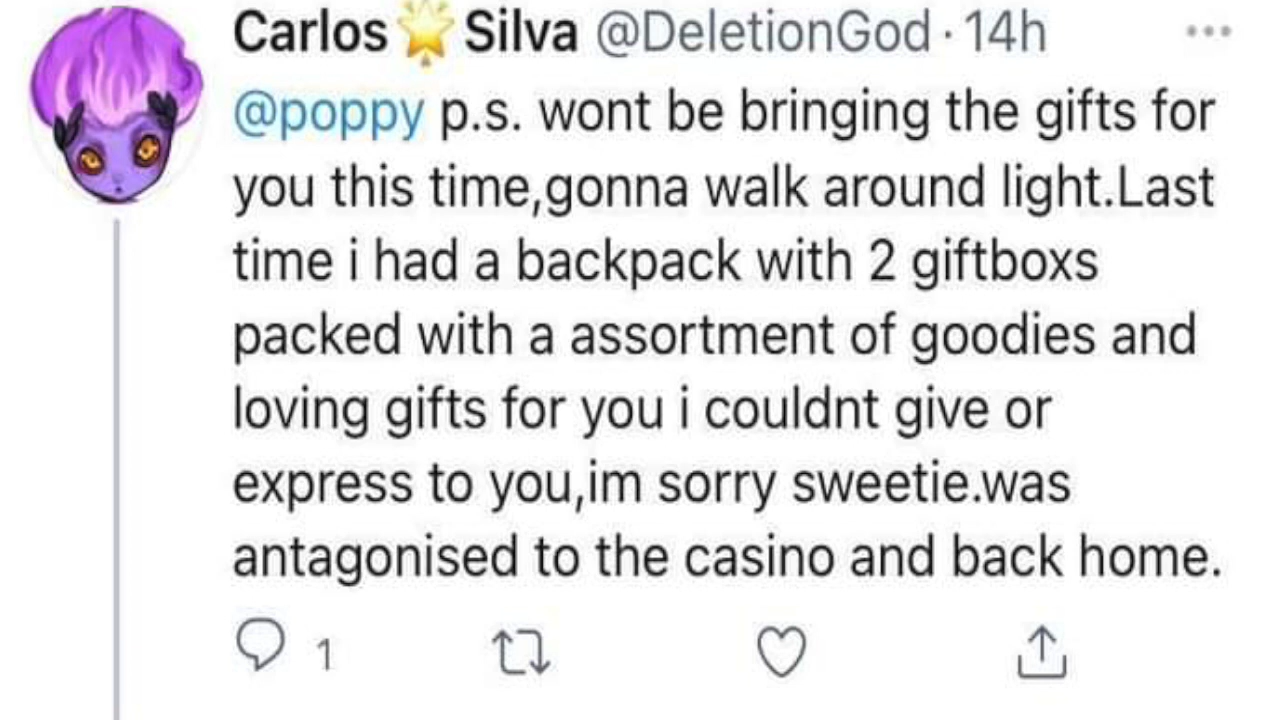 Carlos🌟Silva @DeletionGod · 14h
@poppy p.s. wont be bringing the gifts for
you this time,gonna walk around light.Last
time i had a backpack with 2 giftboxs
packed with a assortment of goodies and
loving gifts for you i couldnt give or
express to you,im sorry sweetie.was
antagonised to the casino and back home.
1